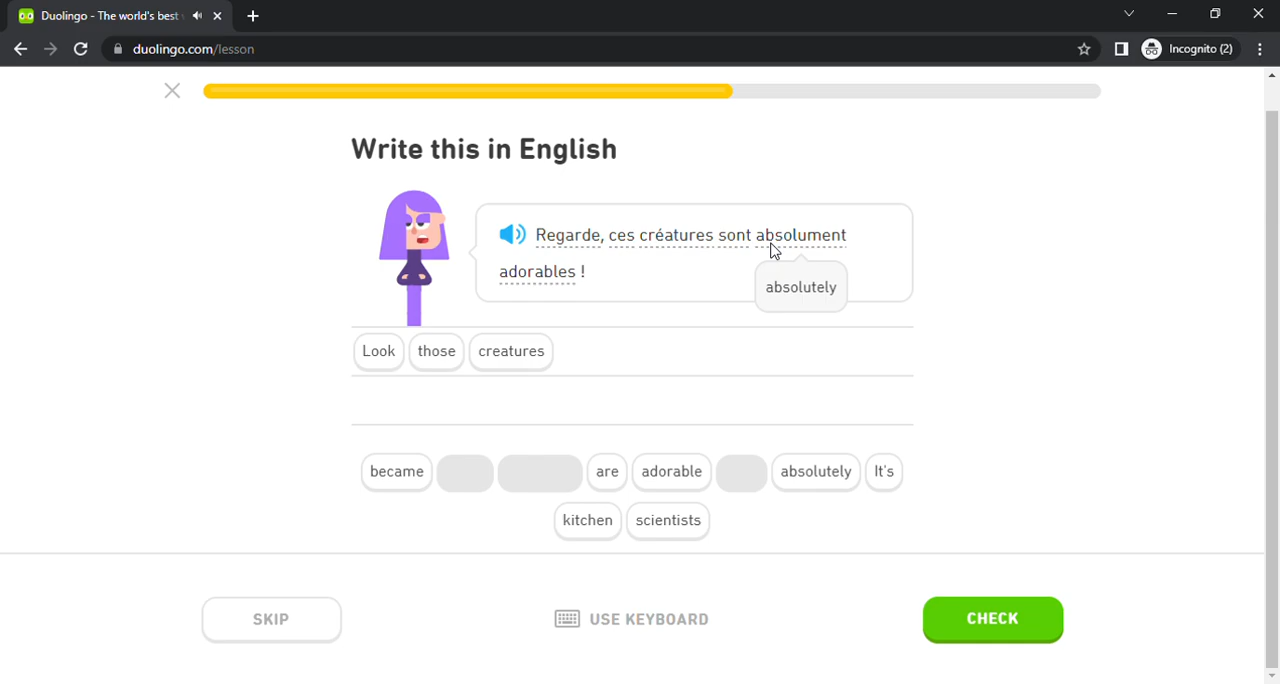 Duolingo - The world's best
duolingo.com/lesson
Incognito (2)
Write this in English
Regarde, ces créatures sont absolument
adorables !
absolutely
Look those creatures
became are adorable absolutely It's
kitchen scientists
SKIP
USE KEYBOARD
CHECK